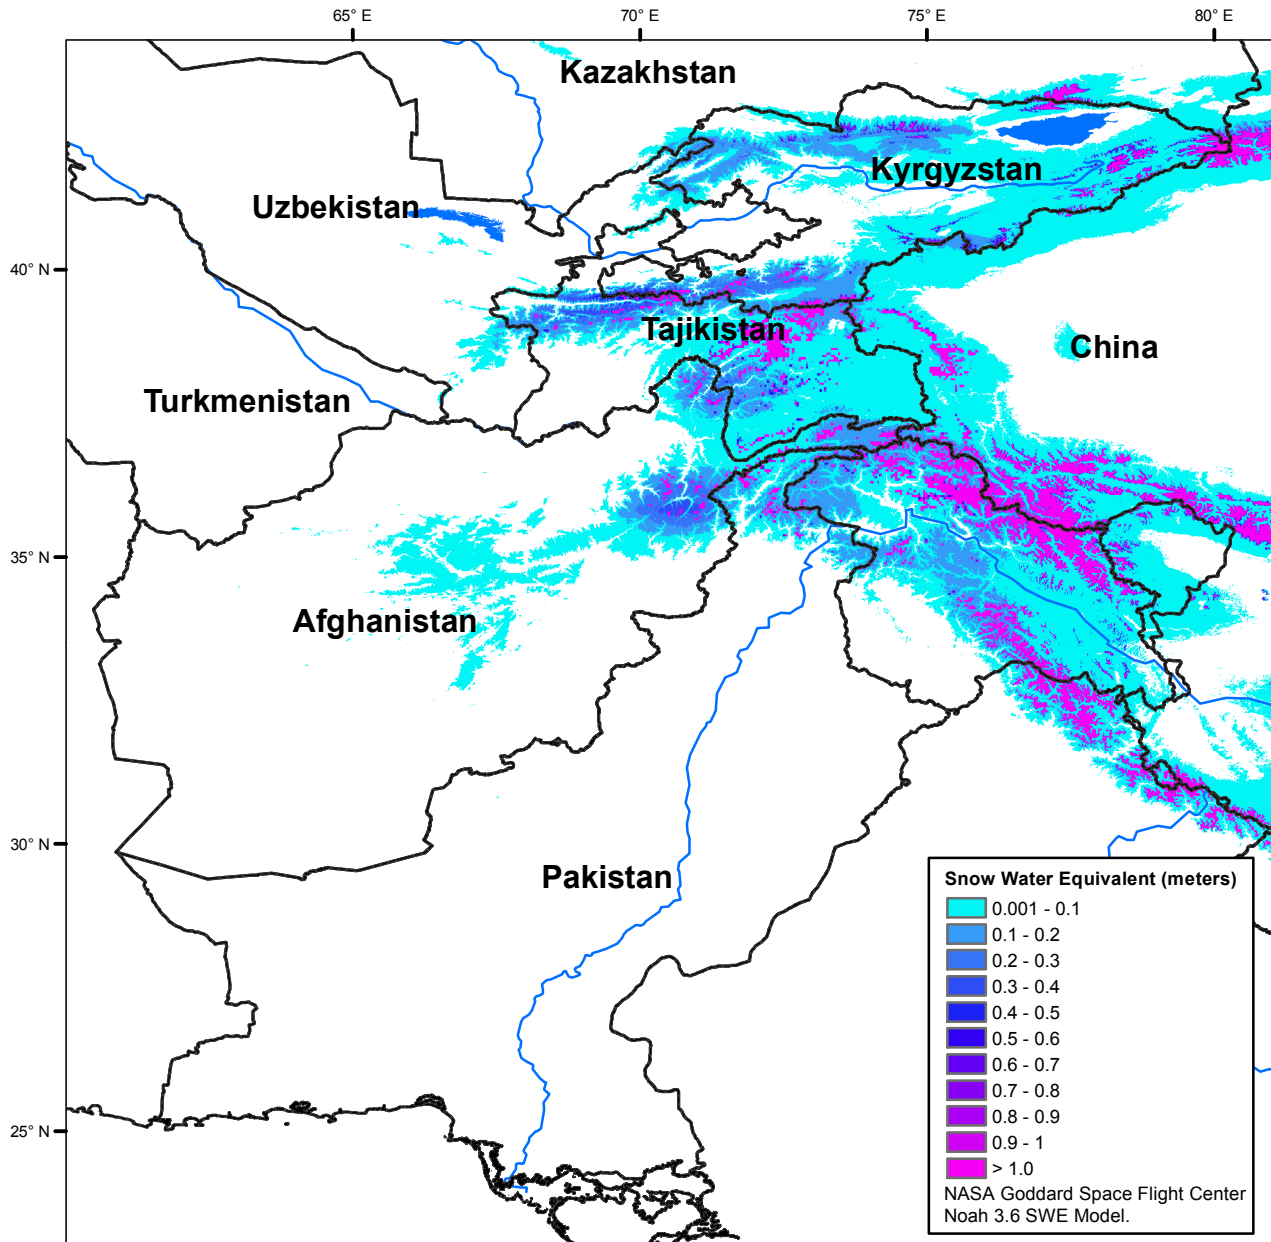 65° E
70° E
75° E
80° E
Kazakhstan
Kyrgyzstan
Uzbekistan
40° N
Tajikistan
China
Turkmenistan
35° N
Afghanistan
30° N
Pakistan
25° N
Snow Water Equivalent (meters)
0.001 - 0.1
0.1 - 0.2
0.2 - 0.3
0.3 - 0.4
0.4 - 0.5
0.5 - 0.6
0.6 - 0.7
0.7 - 0.8
0.8 - 0.9
0.9 - 1
> 1.0
NASA Goddard Space Flight Center
Noah 3.6 SWE Model.